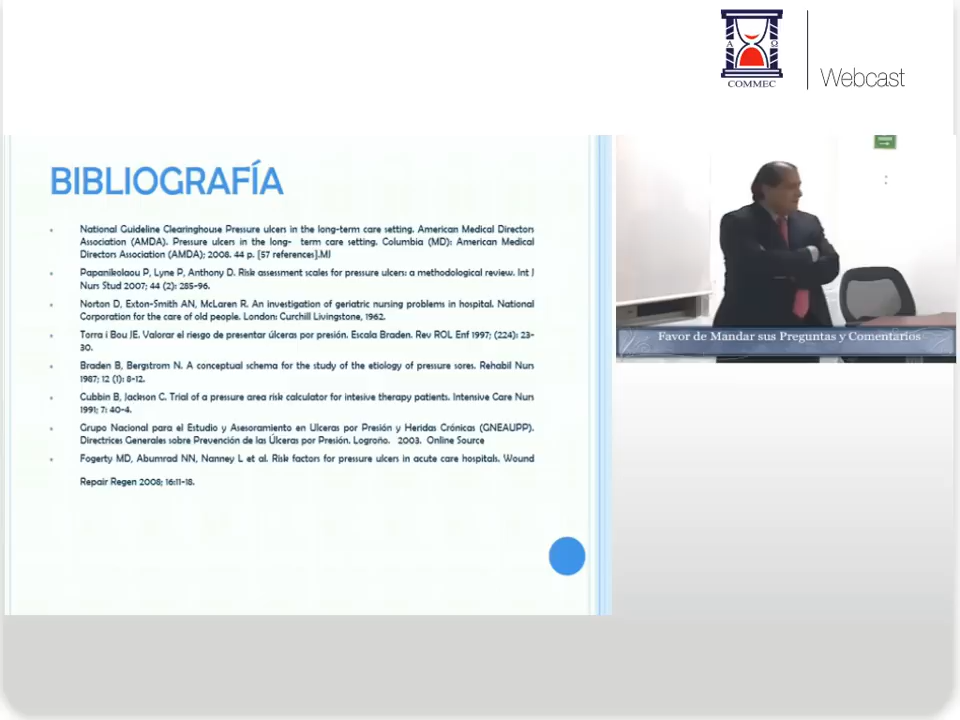 A Ω
COMMEC
Webcast
BIBLIOGRAFÍA
National Guideline Clearinghouse Pressure ulcers in the long-term care setting. American Medical Directors
Association (AMDA). Pressure ulcers in the long- term care setting. Columbia (MD): American Medical
Directors Association (AMDA); 2008. 44 p. [57 references].MJ
Papanikolaou P, Lyne P, Anthony D. Risk assessment scales for pressure ulcers: a methodological review. Int J
Nurs Stud 2007; 44 (2): 285-96.
Norton D, Exton-Smith AN, McLaren R. An investigation of geriatric nursing problems in hospital. National
Corporation for the care of old people. London: Curchill Livingstone, 1962.
Torra i Bou JE. Valorar el riesgo de presentar úlceras por presión. Escala Braden. Rev ROL Enf 1997; (224): 23-
30.
Braden B, Bergstrom N. A conceptual schema for the study of the etiology of pressure sores. Rehabil Nurs
1987; 12 (1): 8-12.
Cubbin B, Jackson C. Trial of a pressure area risk calculator for intesive therapy patients. Intensive Care Nurs
1991; 7: 40-4.
Grupo Nacional para el Estudio y Asesoramiento en Ulceras por Presión y Heridas Crónicas (GNEAUPP).
Directrices Generales sobre Prevención de las Úlceras por Presión. Logroño. 2003. Online Source
Fogerty MD, Abumrad NN, Nanney L et al. Risk factors for pressure ulcers in acute care hospitals. Wound
Repair Regen 2008; 16:11-18.
Favor de Mandar sus Preguntas y Comentarios